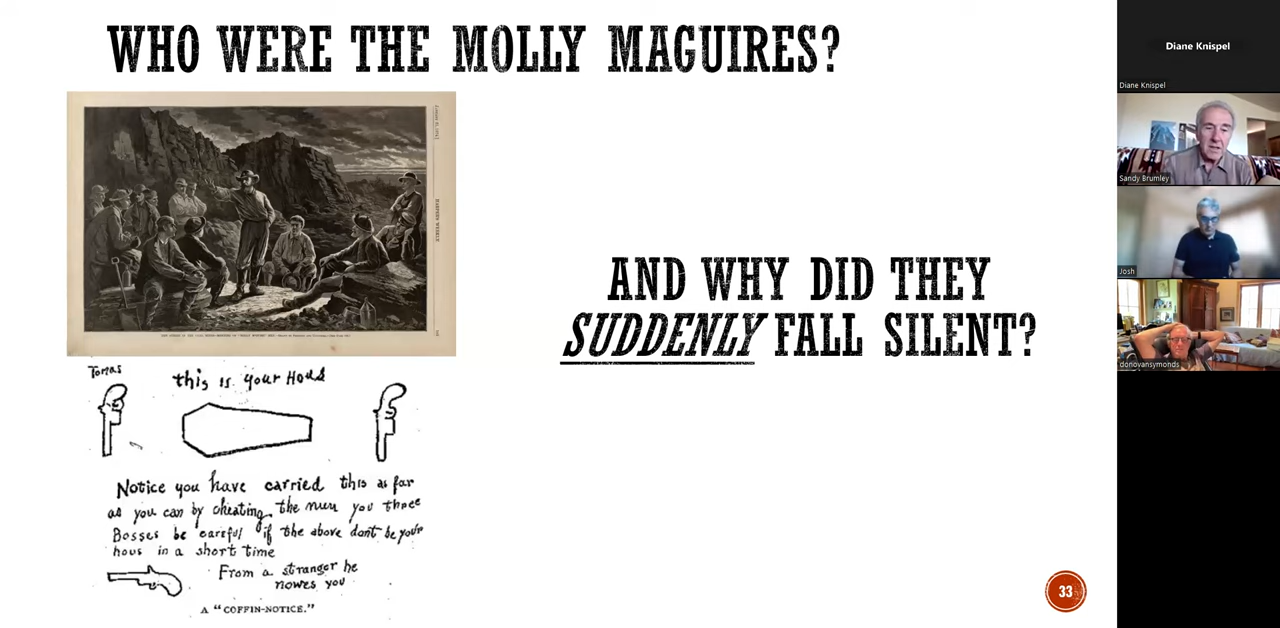 WHO WERE THE MOLLY MAGUIRES?
HARPER'S WEEKLY.
AND WHY DID THEY
SUDDENLY FALL SILENT?
Tomas
this is your Hous
Notice you have carried this as far
as you can by cheating the men you three
Bosses be careful if the above dont be your
hous in a short time
From a stranger he
nowes you
A "COFFIN-NOTICE."
33
Diane Knispel
Diane Knispel
Sandy Brumley
Josh
donovansymonds